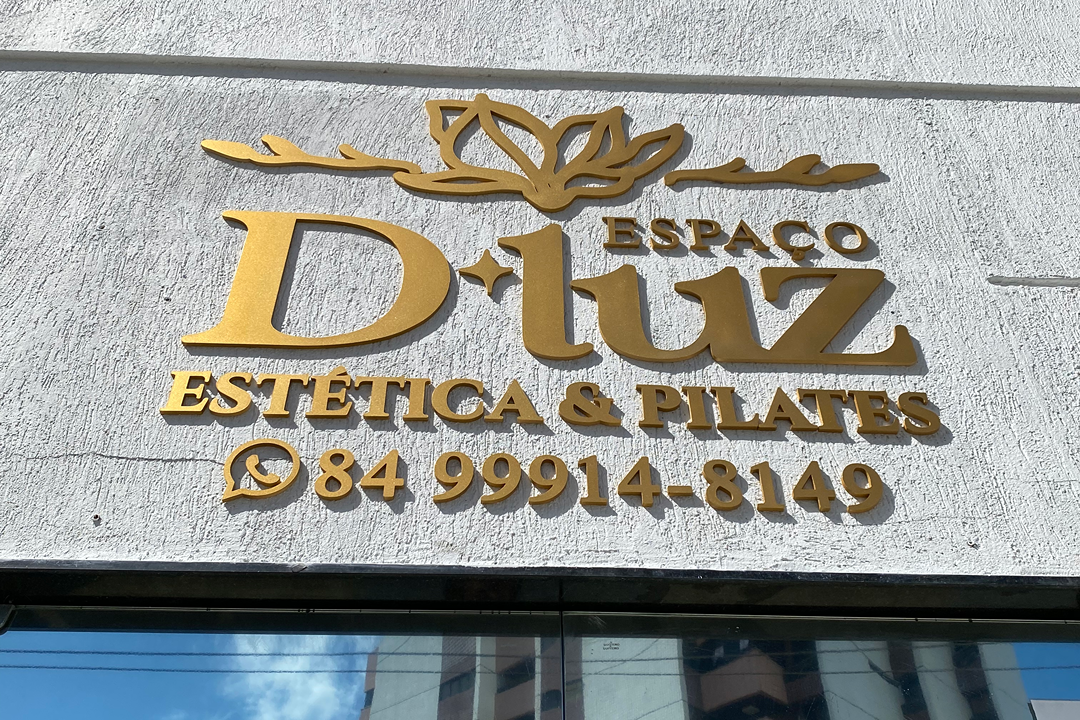 ESPAÇO
D luz
ESTÉTICA & PILATES
84 99914-8149